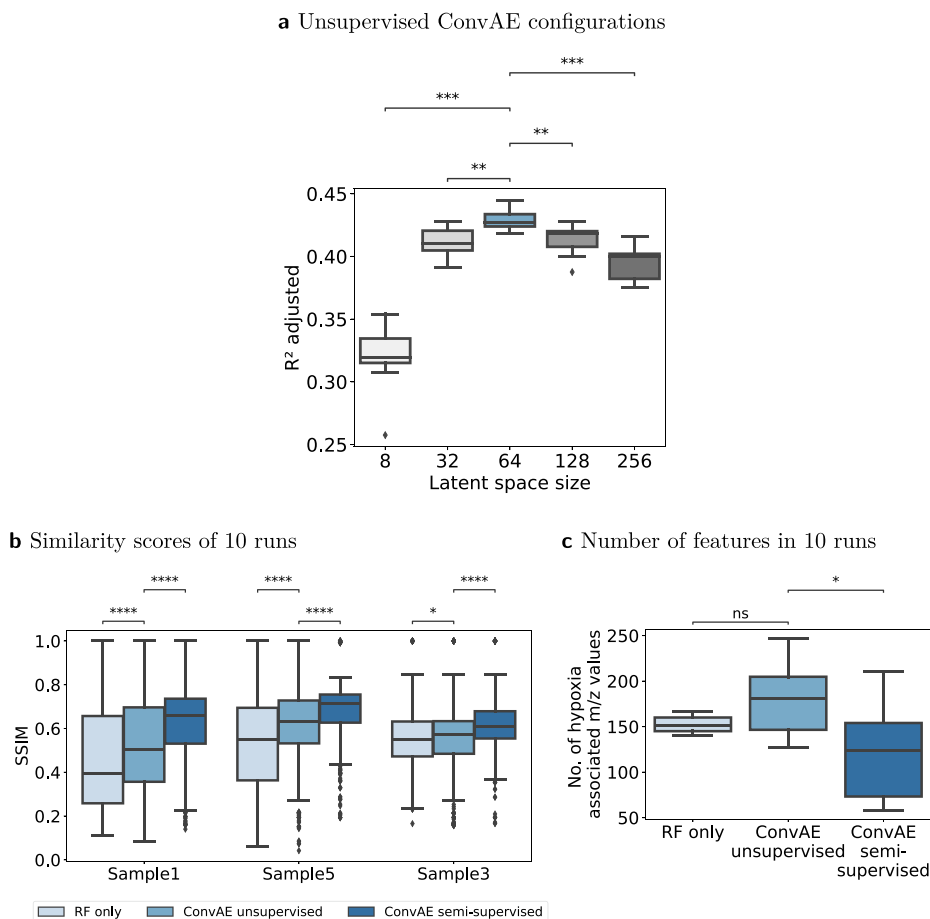 a Unsupervised ConvAE configurations
***
***
**
**
0.45
0.40
0.35
0.30
0.25
R² adjusted
8 32 64 128 256
Latent space size
b Similarity scores of 10 runs
**** **** ****
**** **** *
1.0
0.8
0.6
0.4
0.2
0.0
SSIM
Sample1 Sample5 Sample3
RF only ConvAE unsupervised ConvAE semi-supervised
c Number of features in 10 runs
*
ns
250
200
150
100
50
No. of hypoxia
associated m/z values
RF only ConvAE unsupervised ConvAE semi-supervised